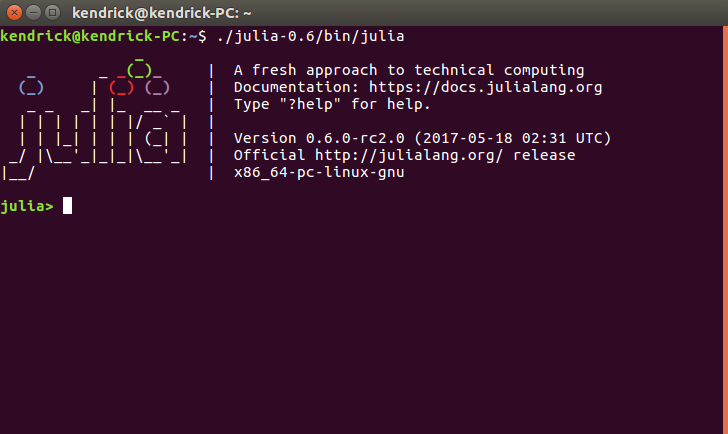 kendrick@kendrick-PC: ~
kendrick@kendrick-PC:~$ ./julia-0.6/bin/julia
               _
   _       _ _(_)_     |  A fresh approach to technical computing
  (_)     | (_) (_)    |  Documentation: https://docs.julialang.org
   _ _   _| |_  __ _   |  Type "?help" for help.
  | | | | | | |/ _` |  |
  | | |_| | | | (_| |  |  Version 0.6.0-rc2.0 (2017-05-18 02:31 UTC)
 _/ |\__'_|_|_|\__'_|  |  Official http://julialang.org/ release
|__/                   |  x86_64-pc-linux-gnu
julia>